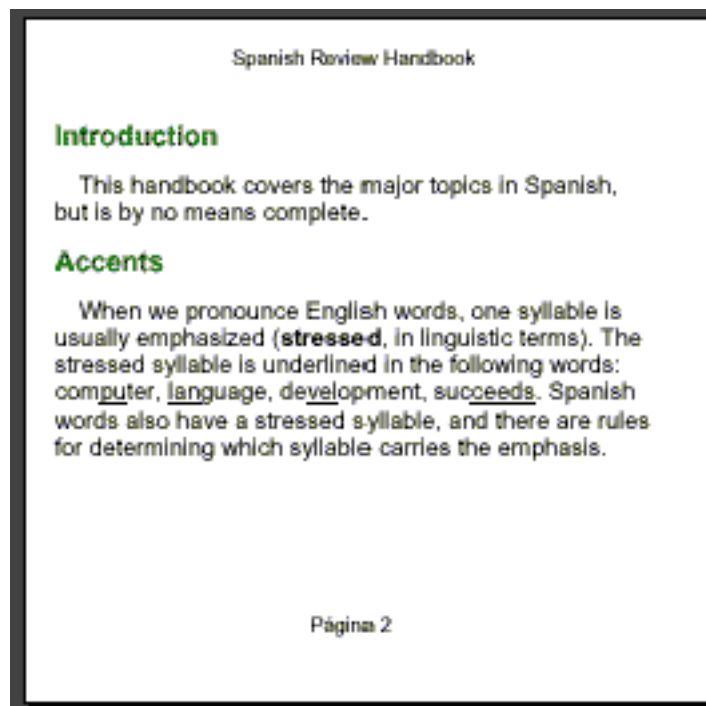 Spanish Review Handbook
Introduction
This handbook covers the major topics in Spanish,
but is by no means complete.
Accents
When we pronounce English words, one syllable is
usually emphasized (stressed, in linguistic terms). The
stressed syllable is underlined in the following words:
computer, language, development, succeeds. Spanish
words also have a stressed syllable, and there are rules
for determining which syllable carries the emphasis.
Página 2